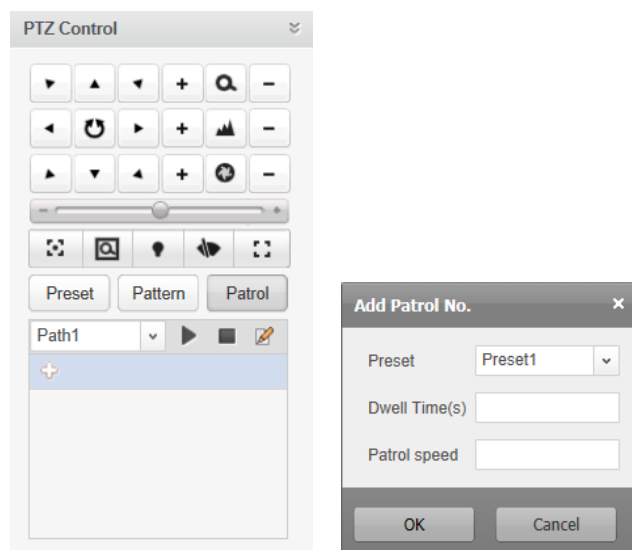 PTZ Control
Preset Pattern Patrol
Path1
Add Patrol No.
Preset Preset1
Dwell Time(s)
Patrol speed
OK Cancel